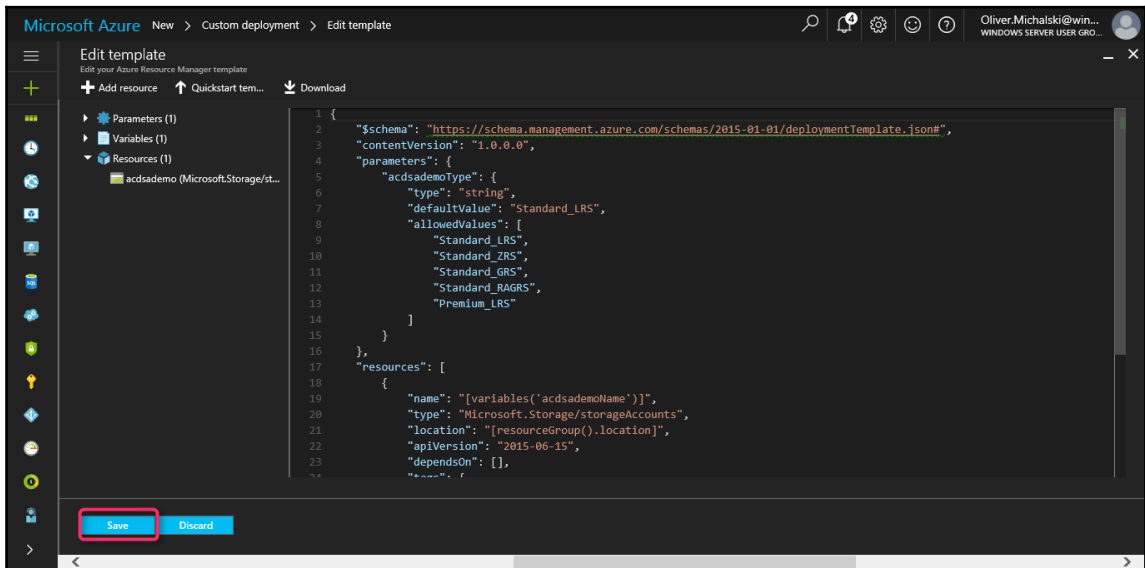 Microsoft Azure New > Custom deployment > Edit template
4
Oliver.Michalski@win...
WINDOWS SERVER USER GRO...
Edit template
Edit your Azure Resource Manager template
Add resource Quickstart tem... Download
Parameters (1)
Variables (1)
Resources (1)
acdsademo (Microsoft.Storage/st...
1 {
2 "$schema": "https://schema.management.azure.com/schemas/2015-01-01/deploymentTemplate.json#",
3 "contentVersion": "1.0.0.0",
4 "parameters": {
5 "acdsademoType": {
6 "type": "string",
7 "defaultValue": "Standard_LRS",
8 "allowedValues": [
9 "Standard_LRS",
10 "Standard_ZRS",
11 "Standard_GRS",
12 "Standard_RAGRS",
13 "Premium_LRS"
14 ]
15 }
16 },
17 "resources": [
18 {
19 "name": "[variables('acdsademoName')]",
20 "type": "Microsoft.Storage/storageAccounts",
21 "location": "[resourceGroup().location]",
22 "apiVersion": "2015-06-15",
23 "dependsOn": [],
24 "tags": {
SQL
Save Discard